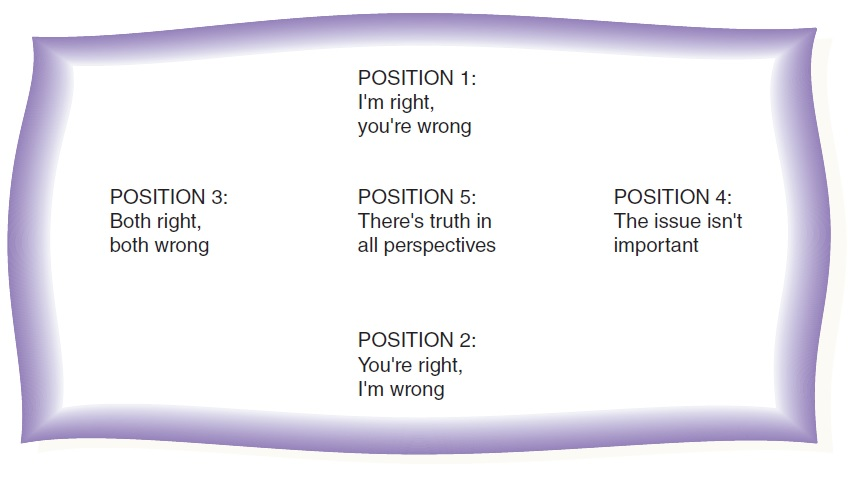 POSITION 1:
I'm right,
you're wrong
POSITION 3:
Both right,
both wrong
POSITION 5:
There's truth in
all perspectives
POSITION 4:
The issue isn't
important
POSITION 2:
You're right,
I'm wrong